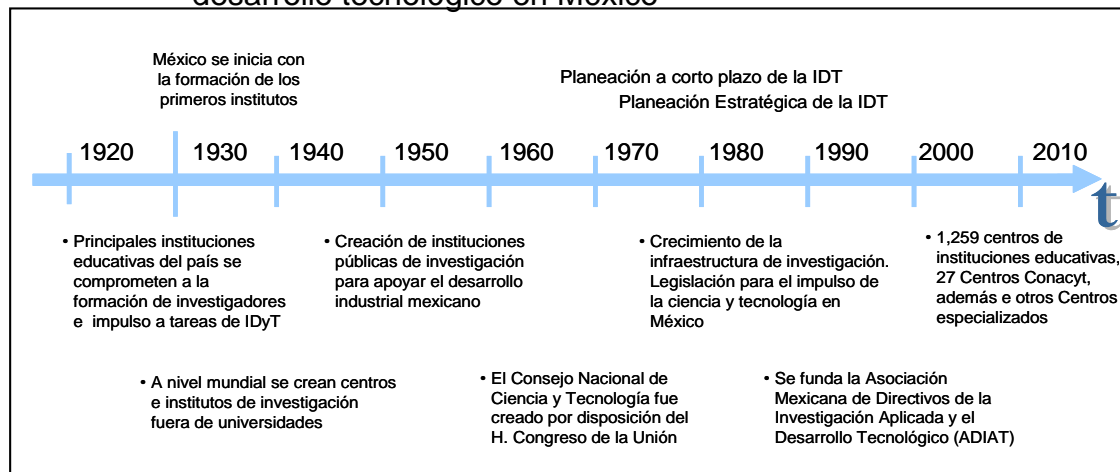 desarrollo tecnológico en México
México se inicia con
la formación de los
primeros institutos
Planeación a corto plazo de la IDT
Planeación Estratégica de la IDT
1920 1930 1940 1950 1960 1970 1980 1990 2000 2010
t
• Principales instituciones
educativas del país se
comprometen a la
formación de investigadores
e impulso a tareas de IDyT
• Creación de instituciones
públicas de investigación
para apoyar el desarrollo
industrial mexicano
• Crecimiento de la
infraestructura de investigación.
Legislación para el impulso de
la ciencia y tecnología en
México
• 1,259 centros de
instituciones educativas,
27 Centros Conacyt,
además e otros Centros
especializados
• A nivel mundial se crean centros
e institutos de investigación
fuera de universidades
• El Consejo Nacional de
Ciencia y Tecnología fue
creado por disposición del
H. Congreso de la Unión
• Se funda la Asociación
Mexicana de Directivos de la
Investigación Aplicada y el
Desarrollo Tecnológico (ADIAT)